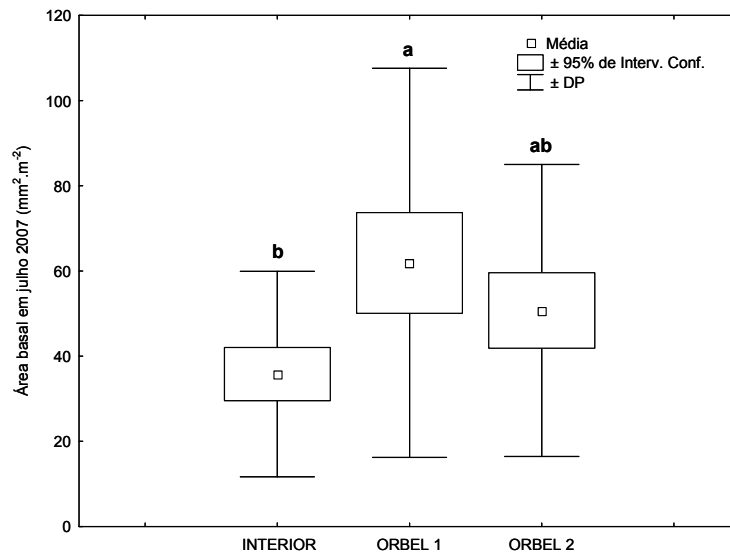 120
100
80
60
40
20
0
Área basal em julho 2007 (mm².m⁻²)
Média
± 95% de Interv. Conf.
± DP
b
a
ab
INTERIOR
ORBEL 1
ORBEL 2